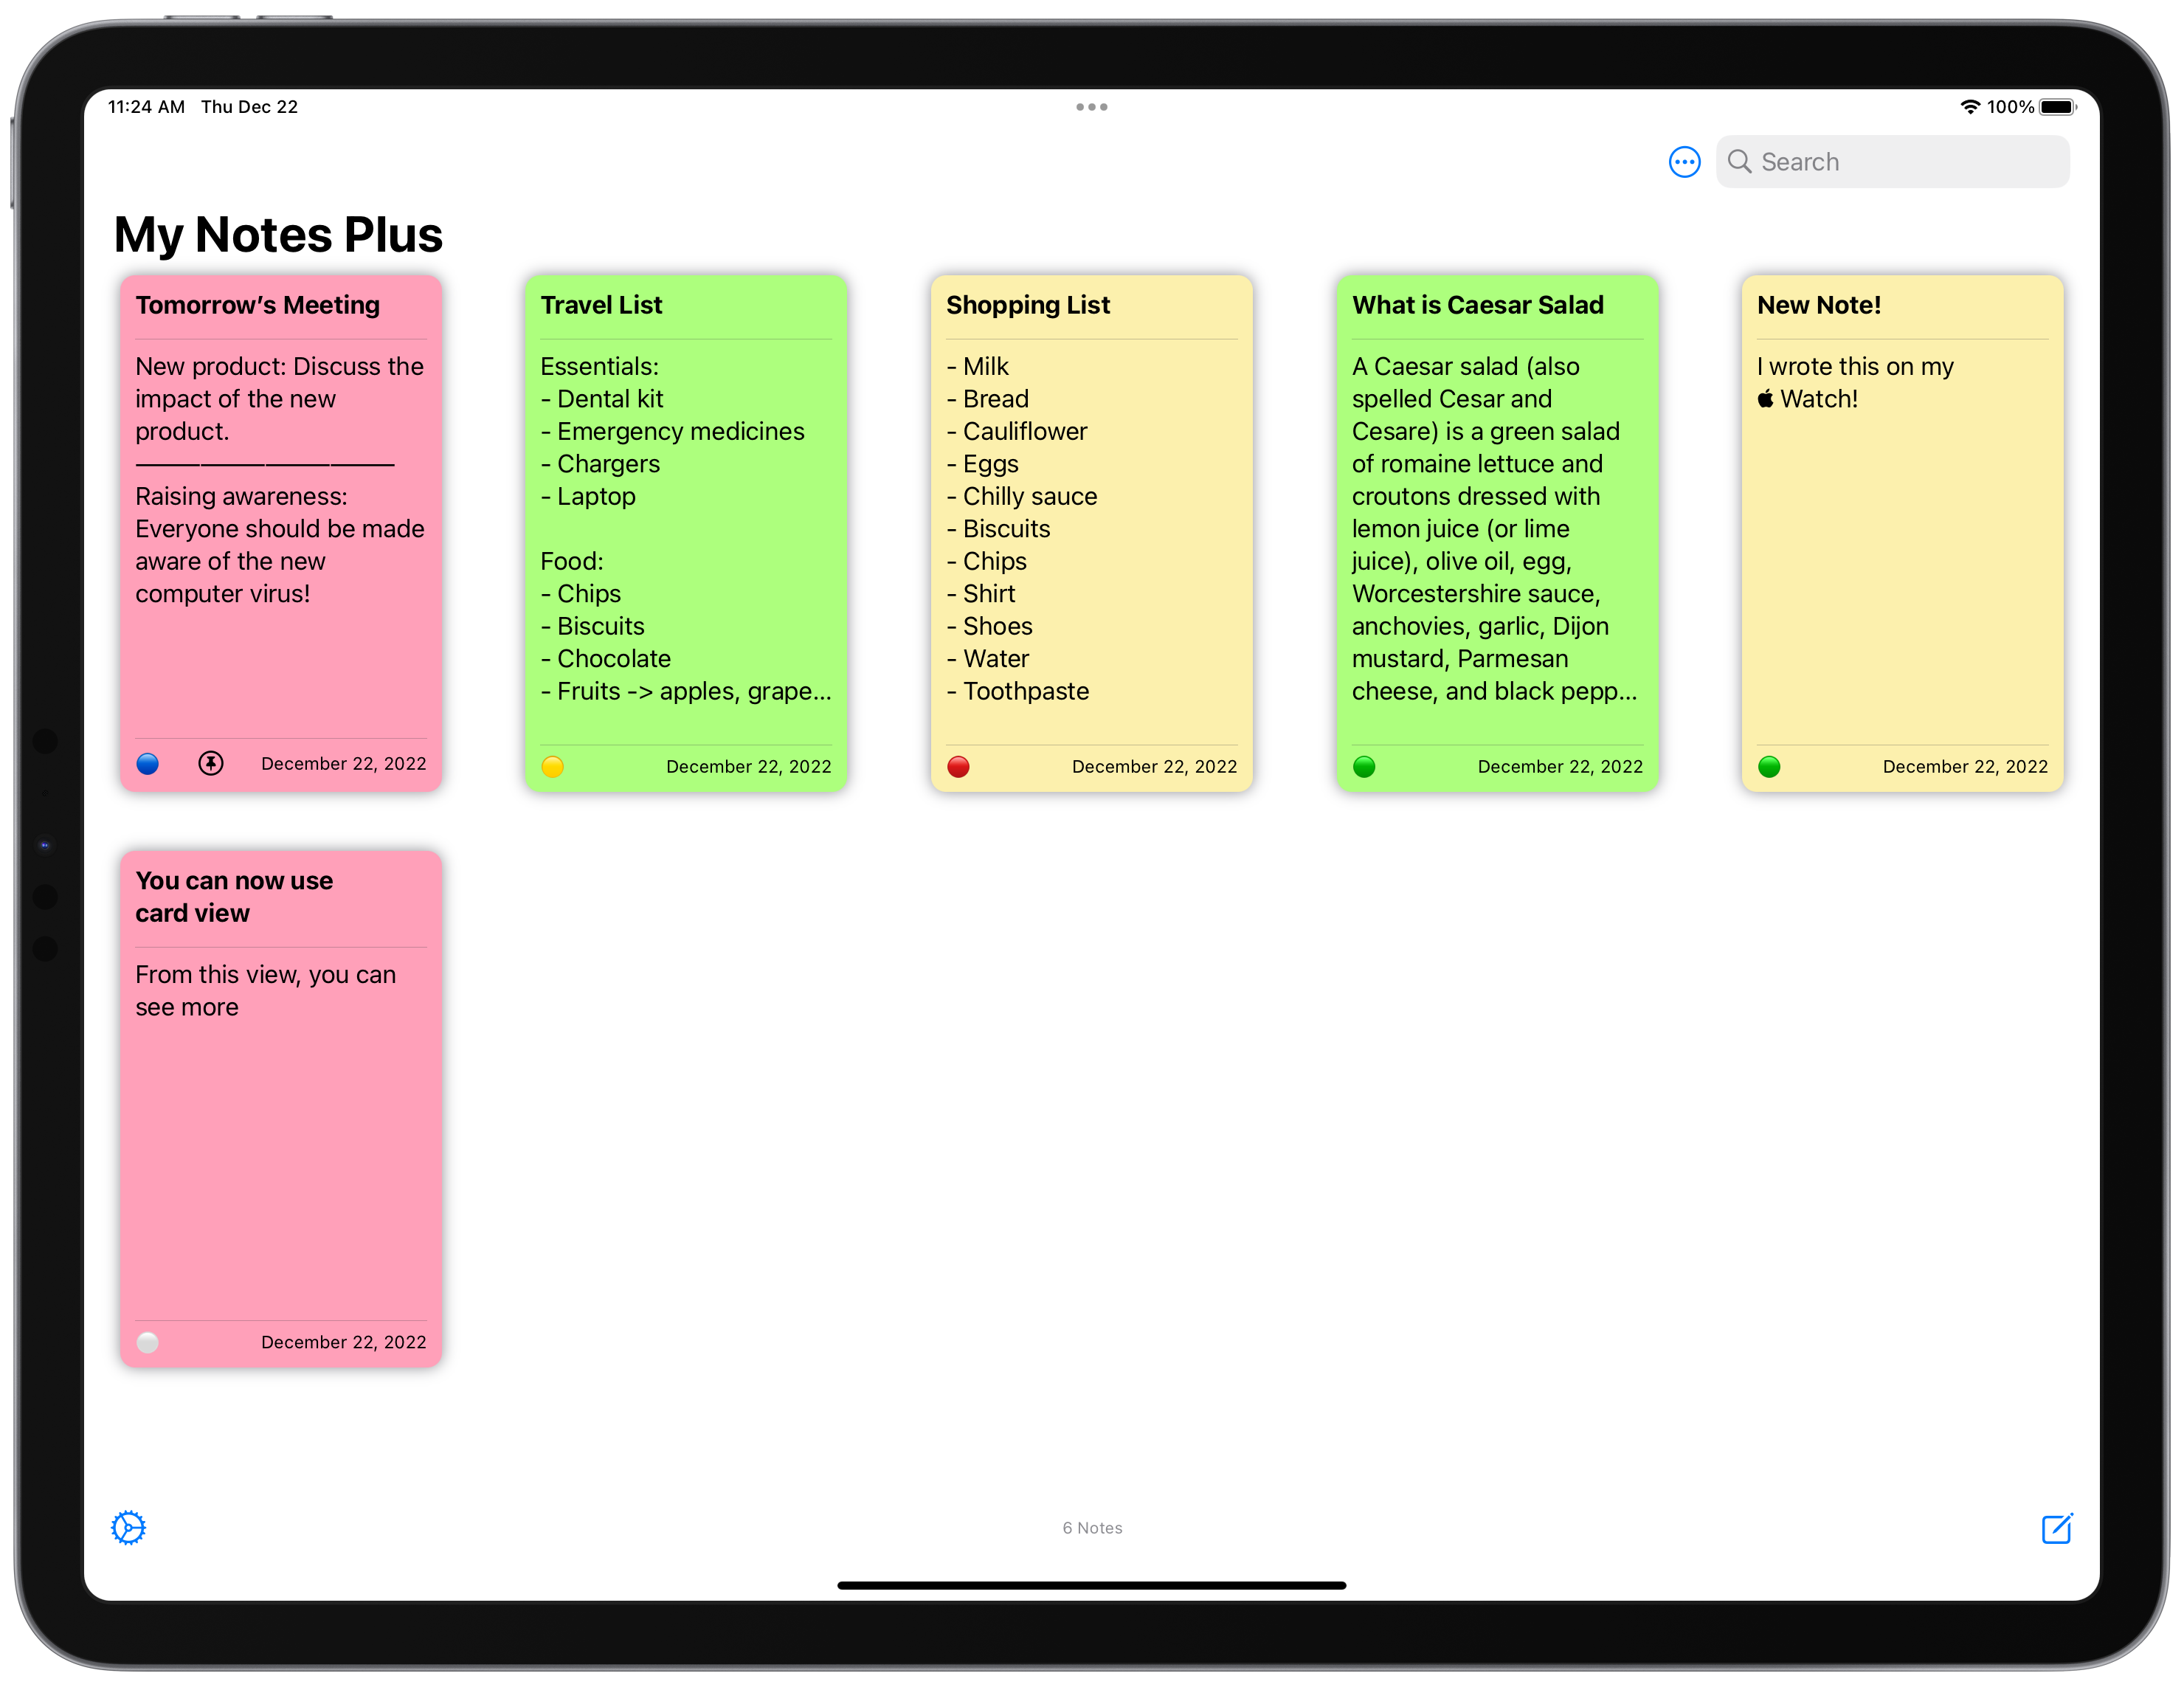 11:24 AM Thu Dec 22
100%
Search
My Notes Plus
Tomorrow’s Meeting
New product: Discuss the
impact of the new
product.
————————————
Raising awareness:
Everyone should be made
aware of the new
computer virus!
December 22, 2022
Travel List
Essentials:
- Dental kit
- Emergency medicines
- Chargers
- Laptop
Food:
- Chips
- Biscuits
- Chocolate
- Fruits -> apples, grape...
December 22, 2022
Shopping List
- Milk
- Bread
- Cauliflower
- Eggs
- Chilly sauce
- Biscuits
- Chips
- Shirt
- Shoes
- Water
- Toothpaste
December 22, 2022
What is Caesar Salad
A Caesar salad (also
spelled Cesar and
Cesare) is a green salad
of romaine lettuce and
croutons dressed with
lemon juice (or lime
juice), olive oil, egg,
Worcestershire sauce,
anchovies, garlic, Dijon
mustard, Parmesan
cheese, and black pepp...
December 22, 2022
New Note!
I wrote this on my
 Watch!
December 22, 2022
You can now use
card view
From this view, you can
see more
December 22, 2022
6 Notes